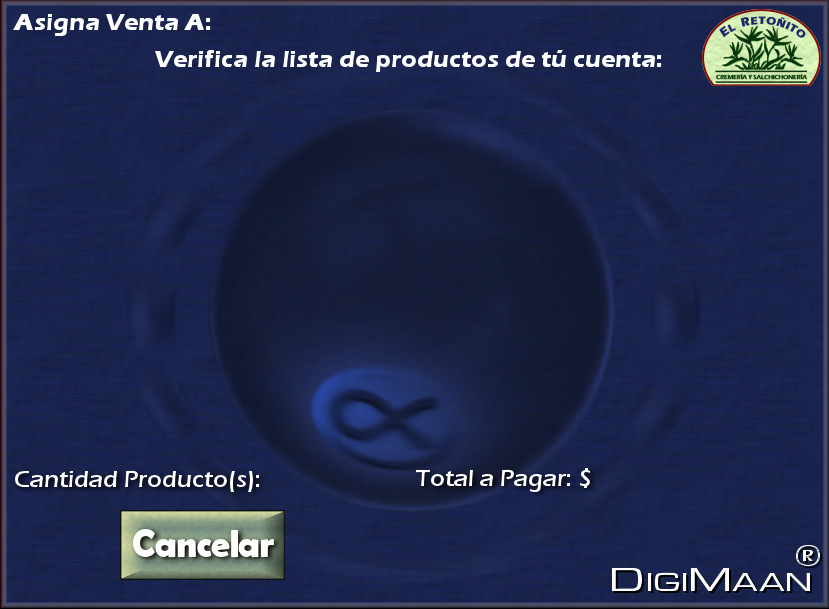 Asigna Venta A:
EL RETOÑITO
CREMERÍA Y SALCHICHONERÍA
Verifica la lista de productos de tú cuenta:
Cantidad Producto(s):
Total a Pagar: $
Cancelar
DIGIMAAN®